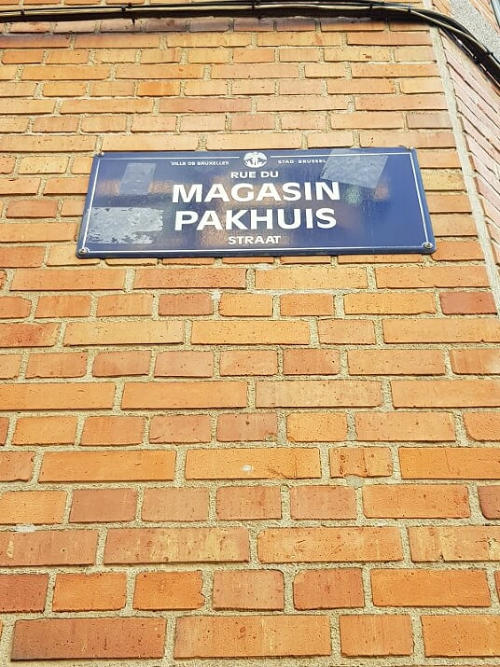 VILLE DE BRUXELLES STAD BRUSSEL
RUE DU
MAGASIN
PAKHUIS
STRAAT